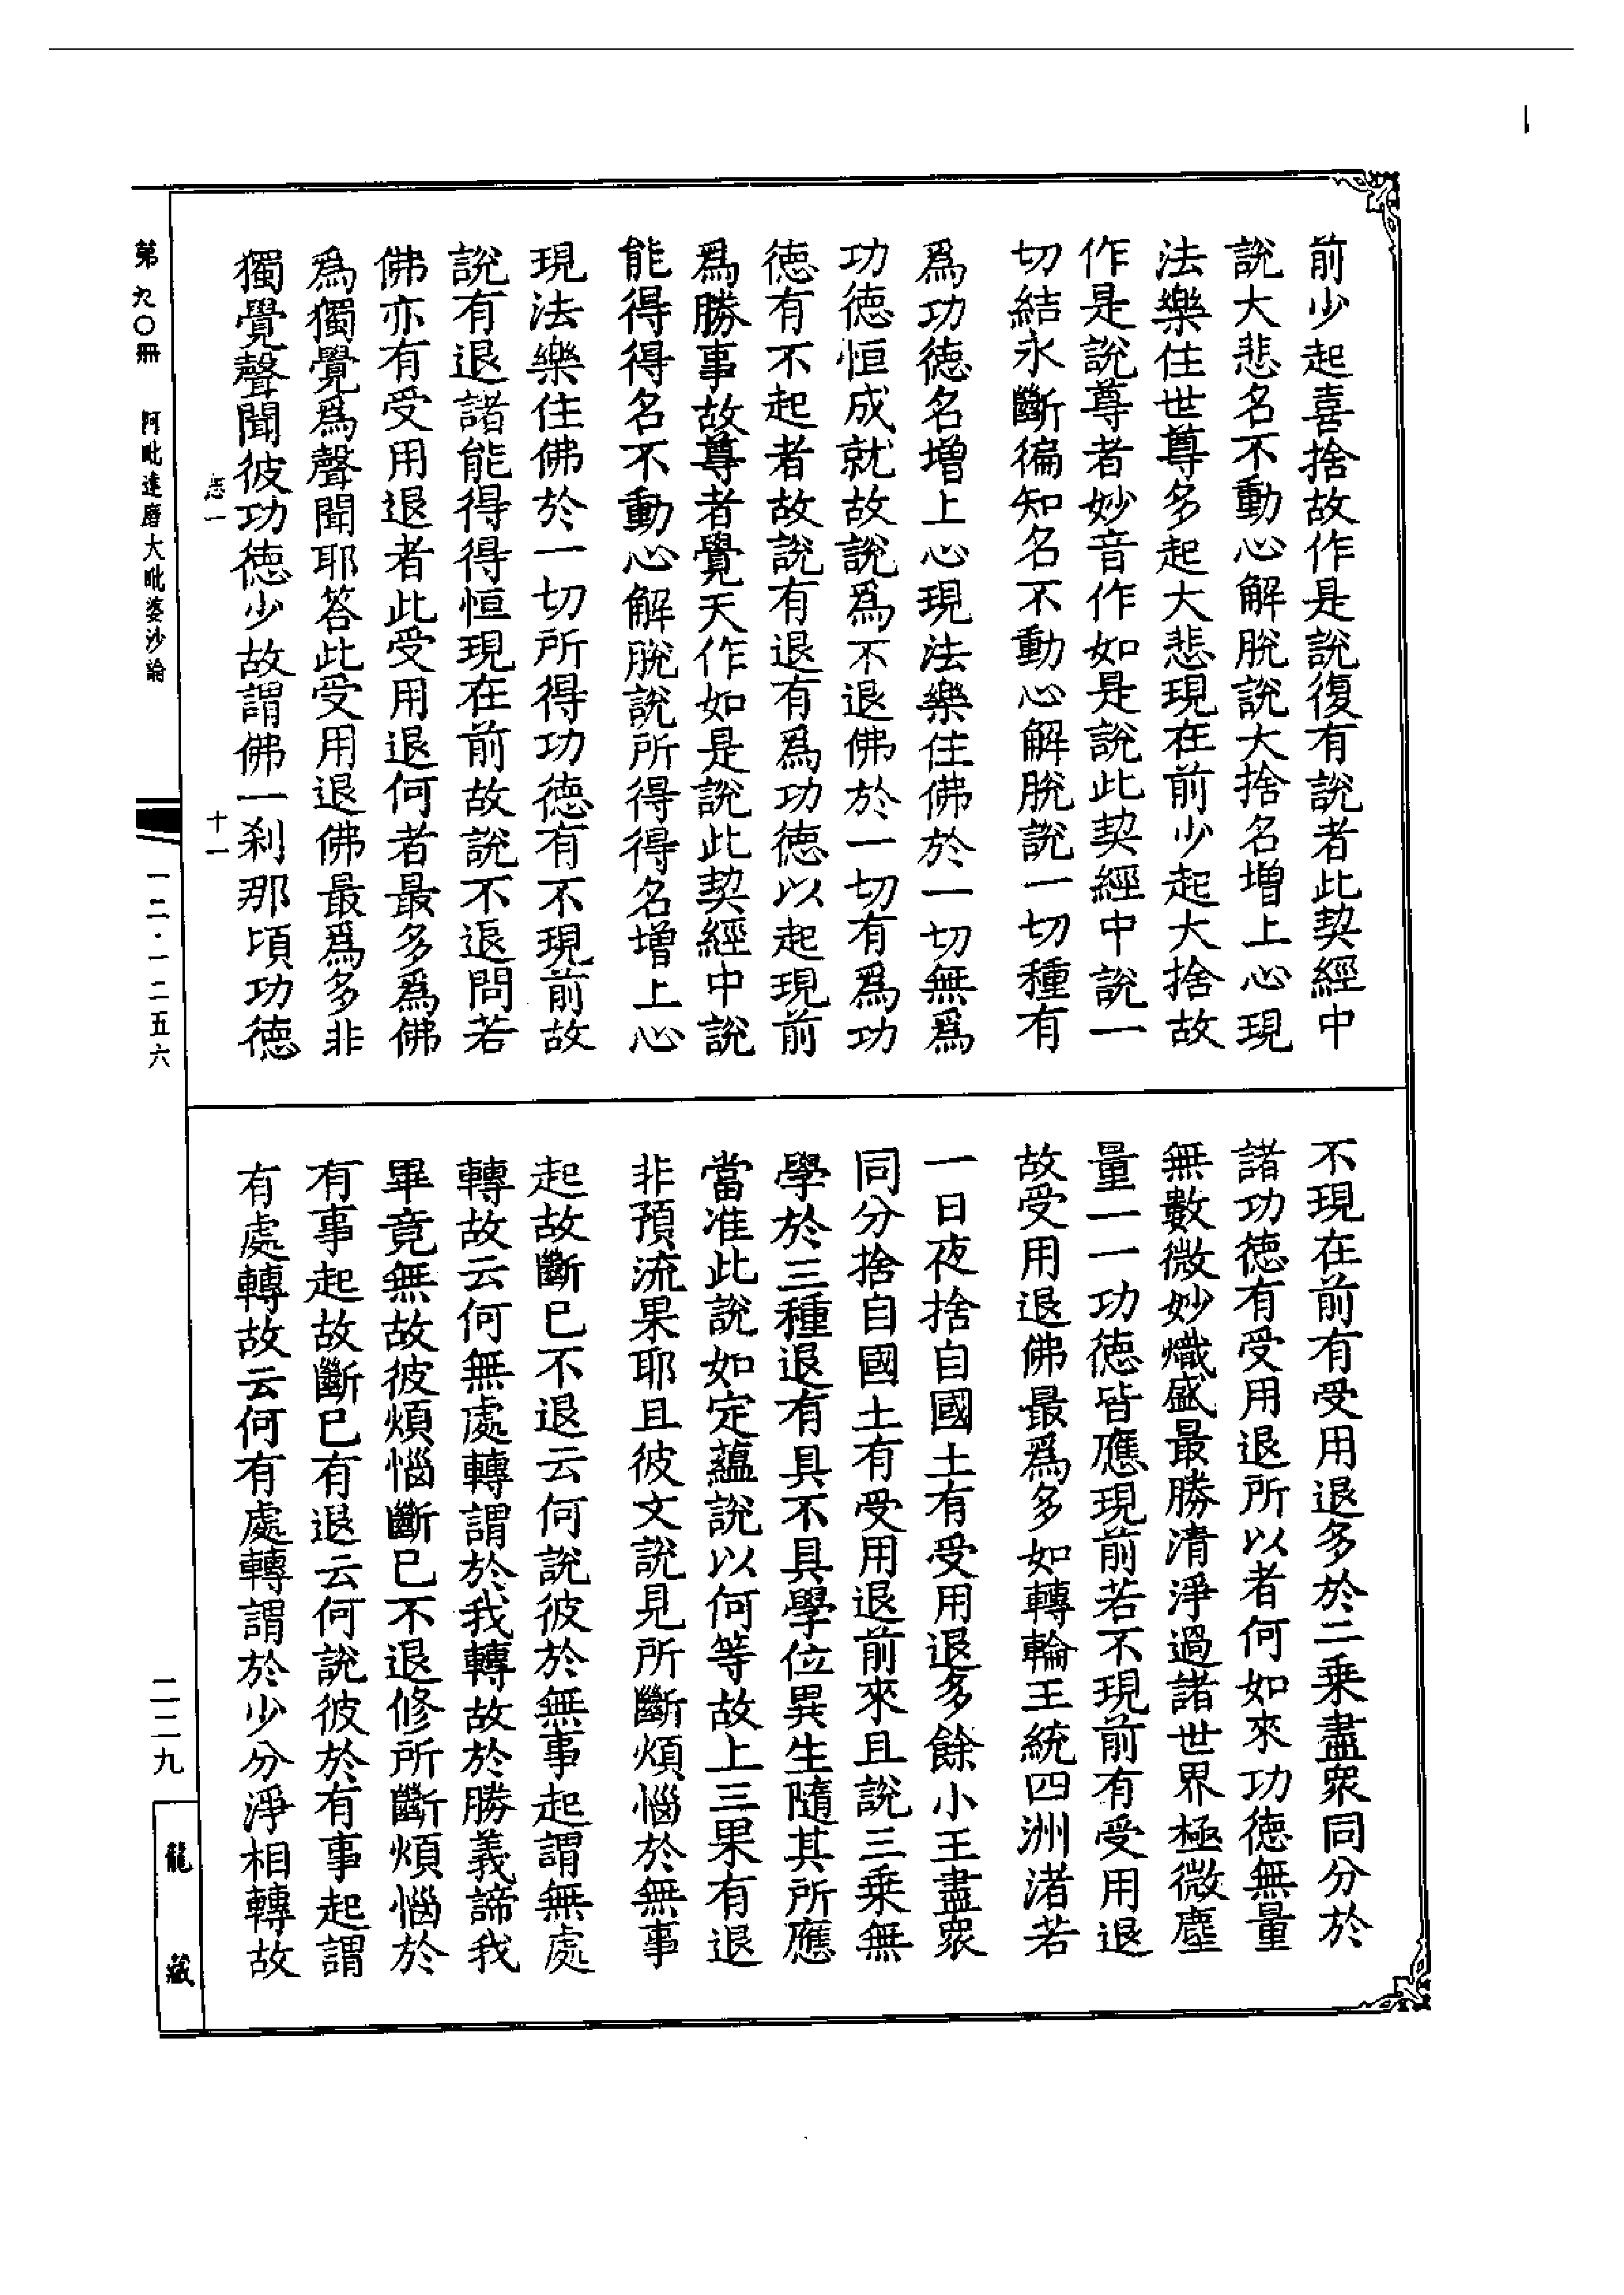 前少起喜捨故作是說復有說者此契經中
說大悲名不動心解脫說大捨名增上心現
法樂住世尊多起大悲現在前少起大捨故
作是說尊者妙音作如是說此契經中說一
切結永斷徧知名不動心解脫說一切種有
爲功德名增上心現法樂住佛於一切無爲
功德恒成就故說爲不退佛於一切有爲功
德有不起者故說有退有爲功德以起現前
爲勝事故尊者覺天作如是說此契經中說
能得得名不動心解脫說所得得名增上心
現法樂住佛於一切所得功德有不現前故
說有退諸能得得恒現在前故說不退問若
佛亦有受用退者此受用退何者最多爲佛
爲獨覺爲聲聞耶答此受用退佛最爲多非
獨覺聲聞彼功德少故謂佛一刹那頃功德
不現在前有受用退多於二乘盡衆同分於
諸功德有受用退所以者何如來功德無量
無數微妙熾盛最勝清淨過諸世界極微塵
量一一功德皆應現前若不現前有受用退
故受用退佛最爲多如轉輪王統四洲渚若
一日夜捨自國土有受用退多餘小王盡衆
同分捨自國土有受用退前來且說三乘無
學於三種退有具不具學位異生隨其所應
當准此說如定蘊說以何等故上三果有退
非預流果耶且彼文說見所斷煩惱於無事
起故斷已不退云何說彼於無事起謂無處
轉故云何無處轉謂於我轉故於勝義諦我
畢竟無故彼煩惱斷已不退修所斷煩惱於
有事起故斷已有退云何說彼於有事起謂
有處轉故云何有處轉謂於少分淨相轉故
志一 十一
第九〇冊 阿毗達磨大毗婆沙論 一二·一二五六 二二九 龍藏